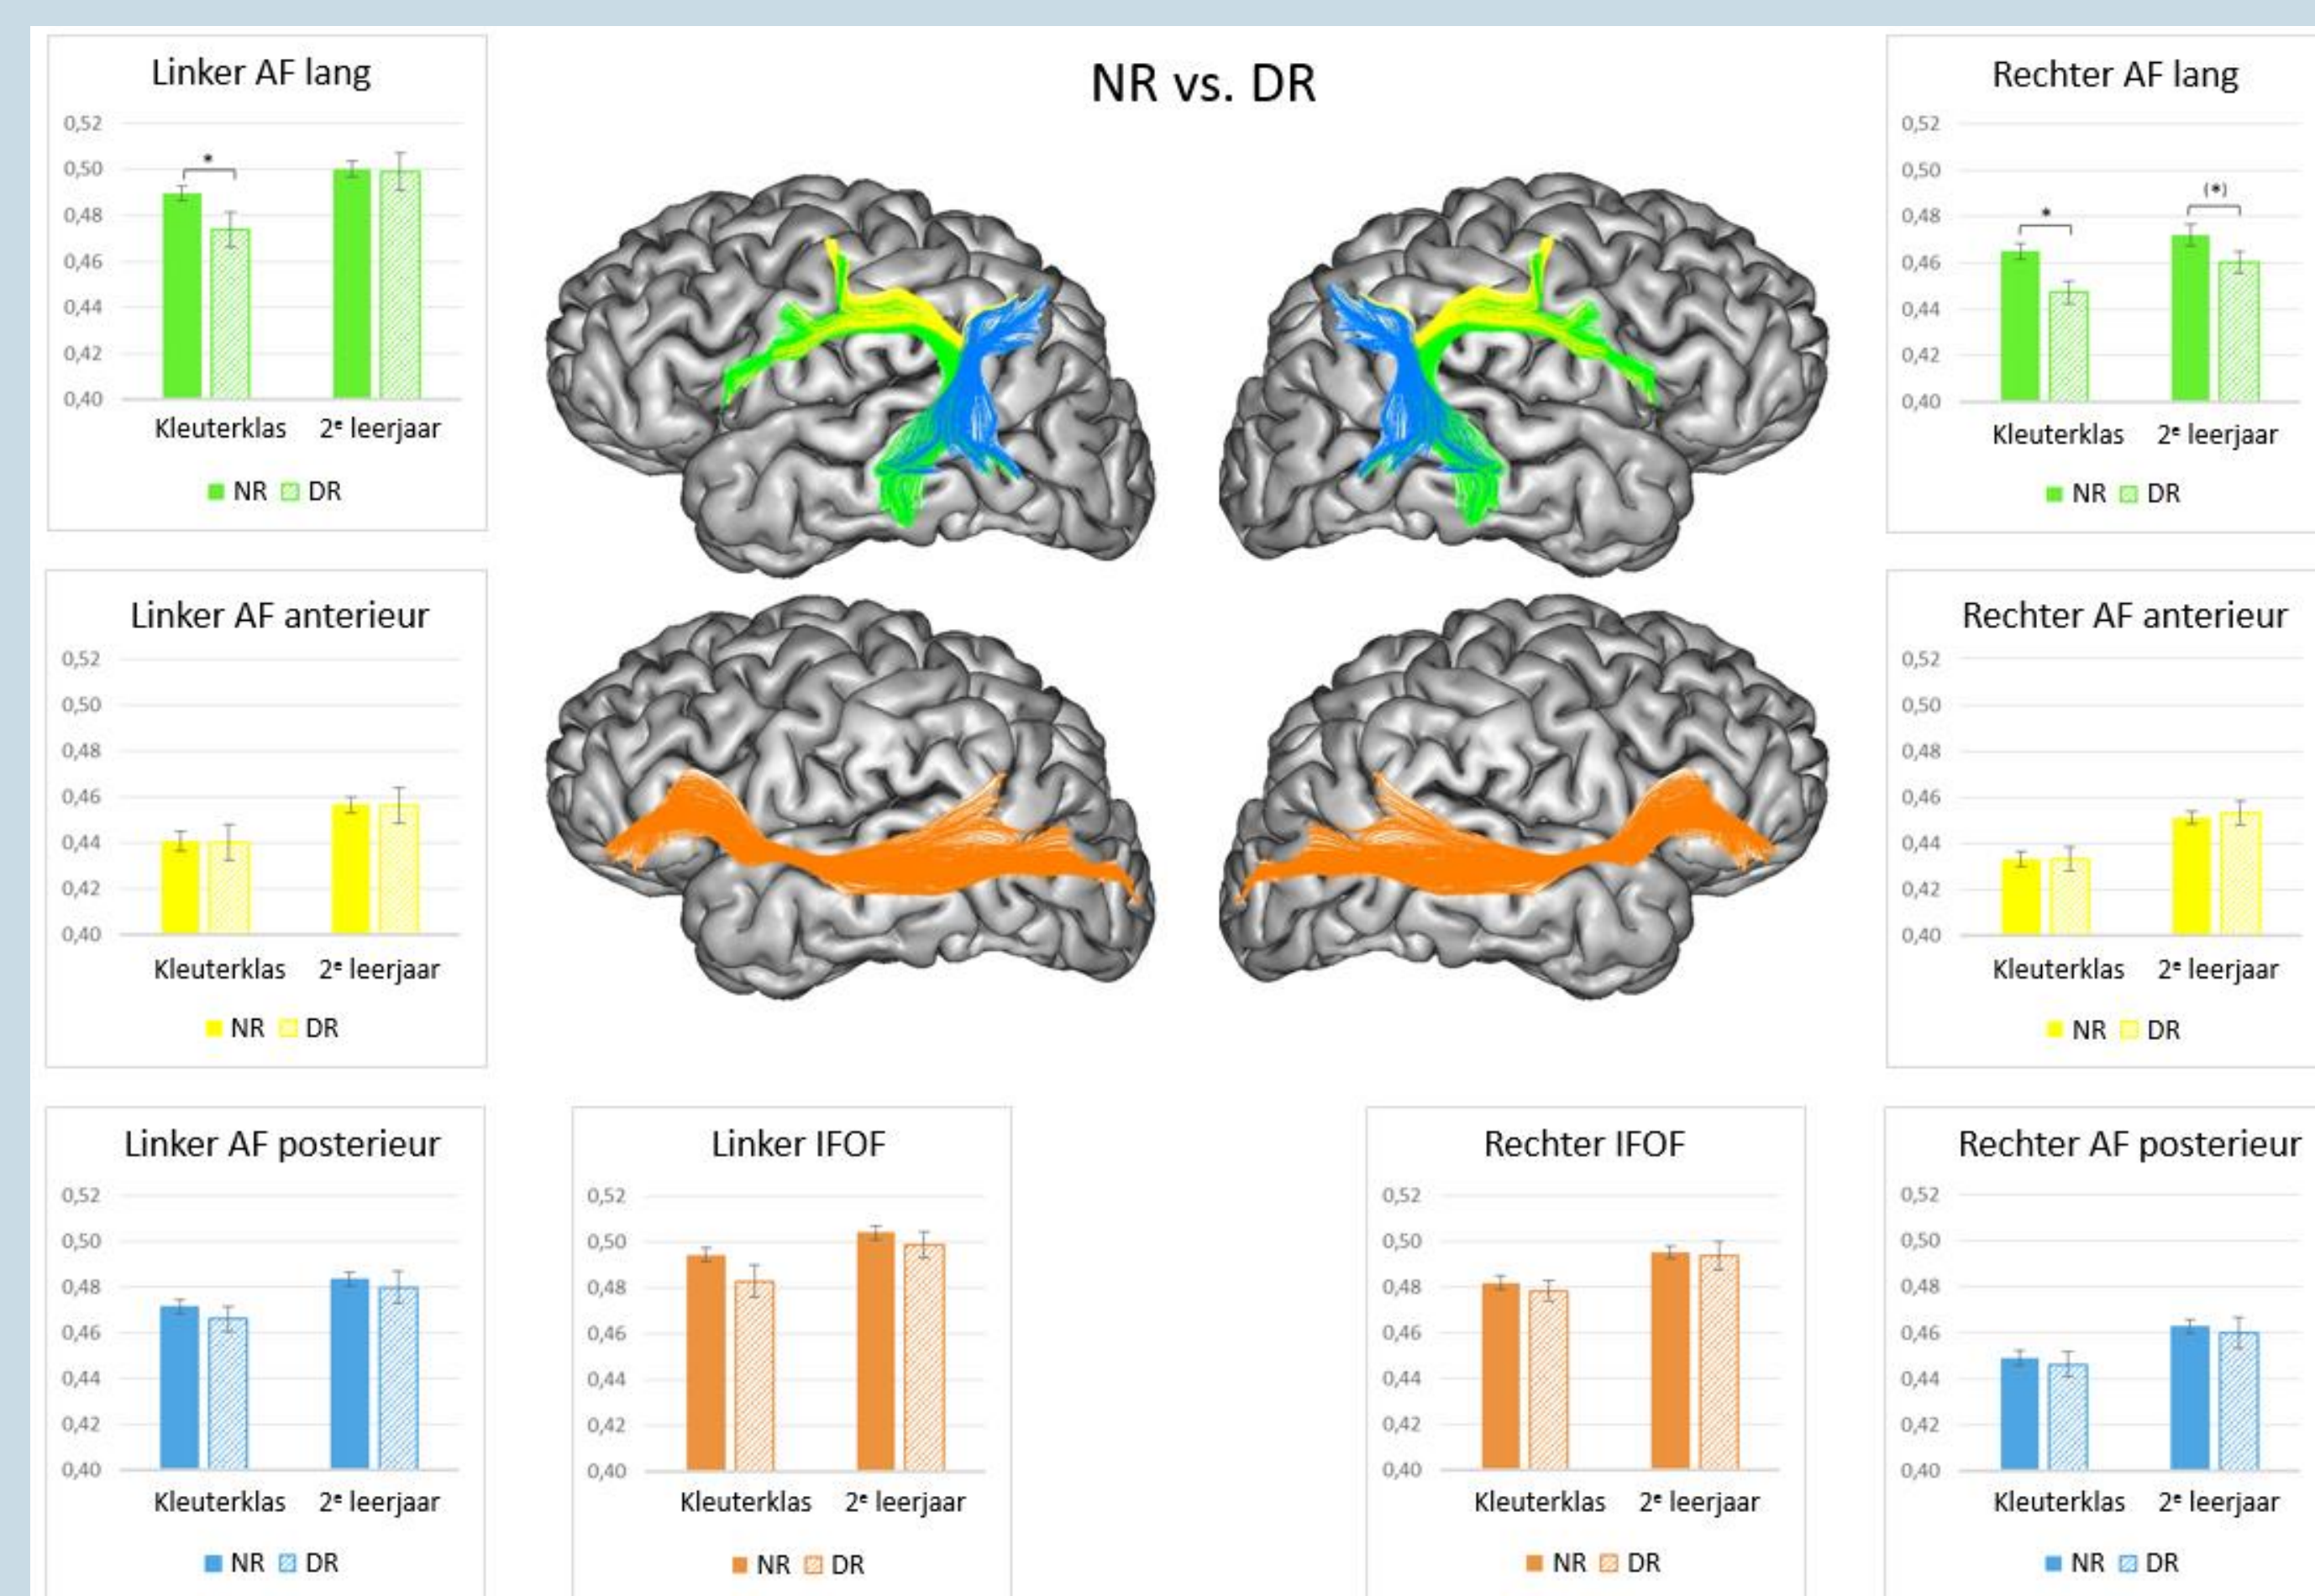 NR vs. DR
Linker AF lang
0,52
0,50
0,48
0,46
0,44
0,42
0,40
*
Kleuterklas 2ᵉ leerjaar
NR DR
Rechter AF lang
0,52
0,50
0,48
0,46
0,44
0,42
0,40
*
(*)
Kleuterklas 2ᵉ leerjaar
NR DR
Linker AF anterieur
0,52
0,50
0,48
0,46
0,44
0,42
0,40
Kleuterklas 2ᵉ leerjaar
NR DR
Rechter AF anterieur
0,52
0,50
0,48
0,46
0,44
0,42
0,40
Kleuterklas 2ᵉ leerjaar
NR DR
Linker AF posterieur
0,52
0,50
0,48
0,46
0,44
0,42
0,40
Kleuterklas 2ᵉ leerjaar
NR DR
Linker IFOF
0,52
0,50
0,48
0,46
0,44
0,42
0,40
Kleuterklas 2ᵉ leerjaar
NR DR
Rechter IFOF
0,52
0,50
0,48
0,46
0,44
0,42
0,40
Kleuterklas 2ᵉ leerjaar
NR DR
Rechter AF posterieur
0,52
0,50
0,48
0,46
0,44
0,42
0,40
Kleuterklas 2ᵉ leerjaar
NR DR